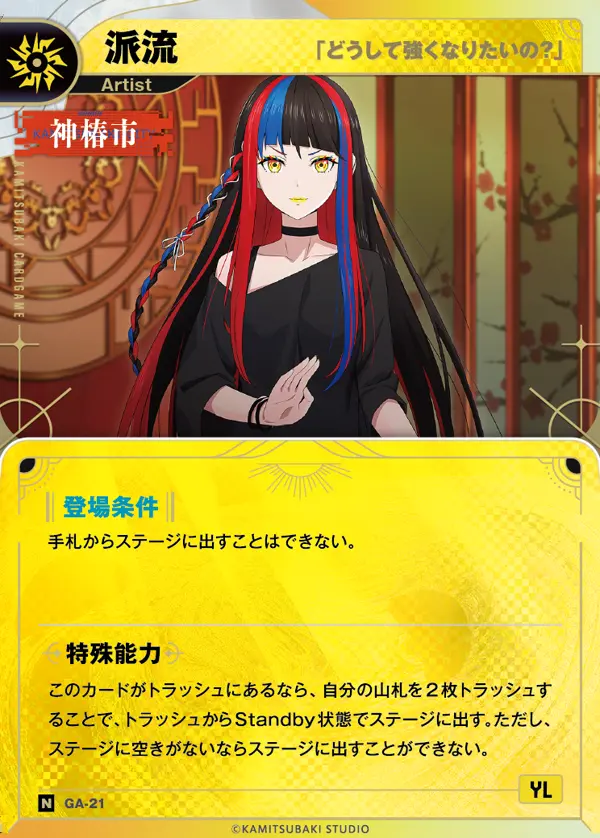 派流
「どうして強くなりたいの?」
Artist
神椿市
KAMITSUBAKI CARDGAME
登場条件
手札からステージに出すことはできない。
特殊能力
このカードがトラッシュにあるなら、自分の山札を2枚トラッシュす
ることで、トラッシュからStandby状態でステージに出す。ただし、
ステージに空きがないならステージに出すことができない。
YL
N GA-21
©KAMITSUBAKI STUDIO